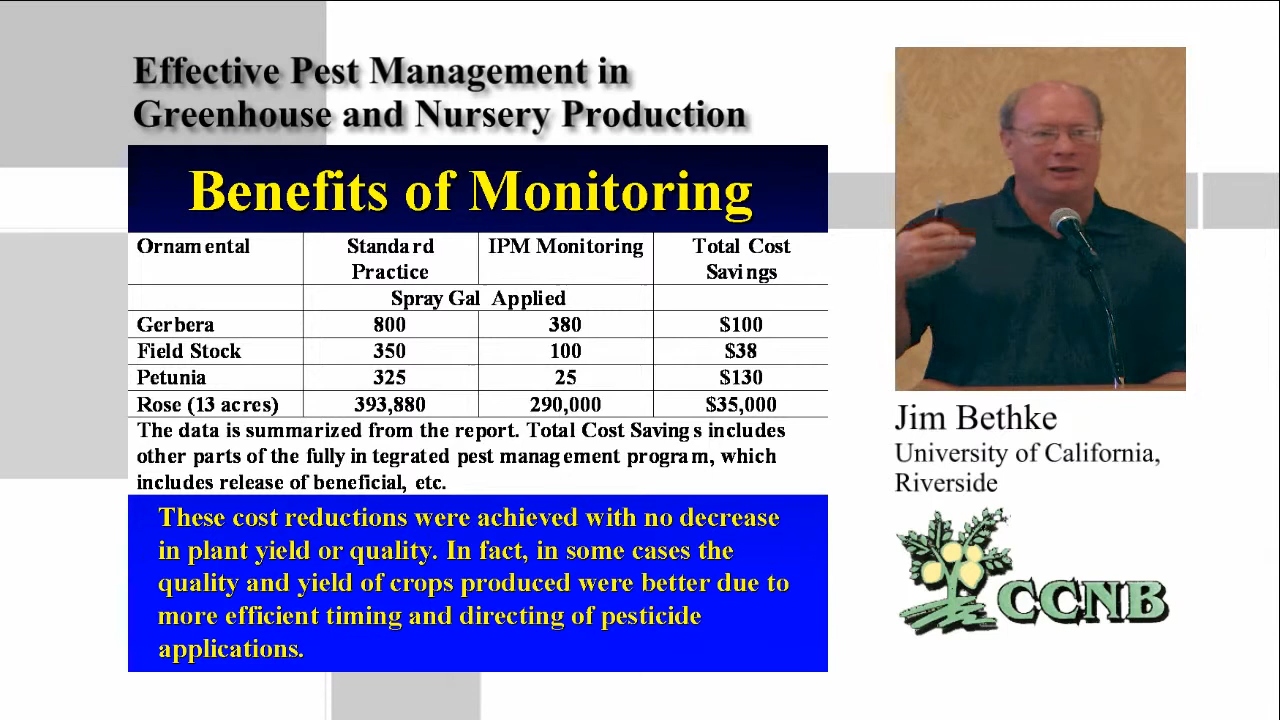 Effective Pest Management in
Greenhouse and Nursery Production
Benefits of Monitoring
Ornamental Standard Practice IPM Monitoring Total Cost Savings
Spray Gal Applied
Gerbera 800 380 $100
Field Stock 350 100 $38
Petunia 325 25 $130
Rose (13 acres) 393,880 290,000 $35,000
The data is summarized from the report. Total Cost Saving s includes
other parts of the fully in tegrated pest management program, which
includes release of beneficial, etc.
These cost reductions were achieved with no decrease
in plant yield or quality. In fact, in some cases the
quality and yield of crops produced were better due to
more efficient timing and directing of pesticide
applications.
Jim Bethke
University of California,
Riverside
CCNB